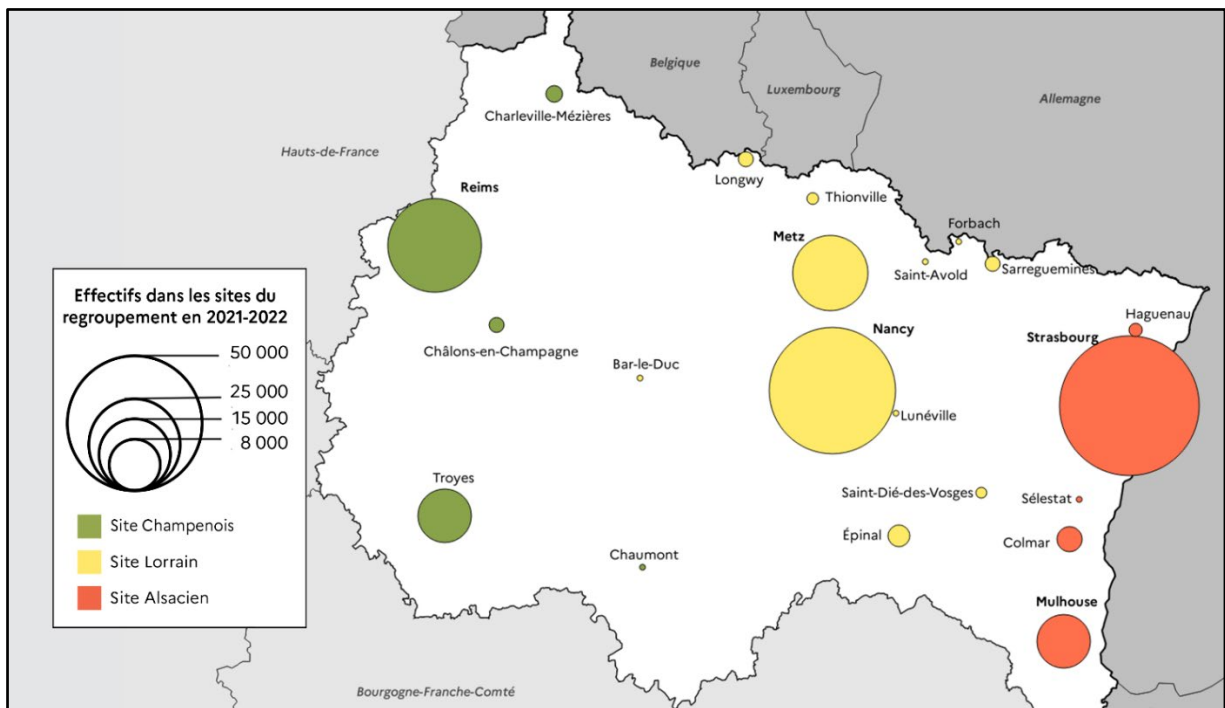 Belgique
Luxembourg
Allemagne
Charleville-Mézières
Hauts-de-France
Longwy
Reims
Thionville
Forbach
Metz
Saint-Avold
Sarreguemines
Effectifs dans les sites du
regroupement en 2021-2022
50 000
25 000
15 000
8 000
Site Champenois
Site Lorrain
Site Alsacien
Haguenau
Strasbourg
Nancy
Châlons-en-Champagne
Bar-le-Duc
Lunéville
Troyes
Saint-Dié-des-Vosges
Sélestat
Épinal
Colmar
Chaumont
Mulhouse
Bourgogne-Franche-Comté